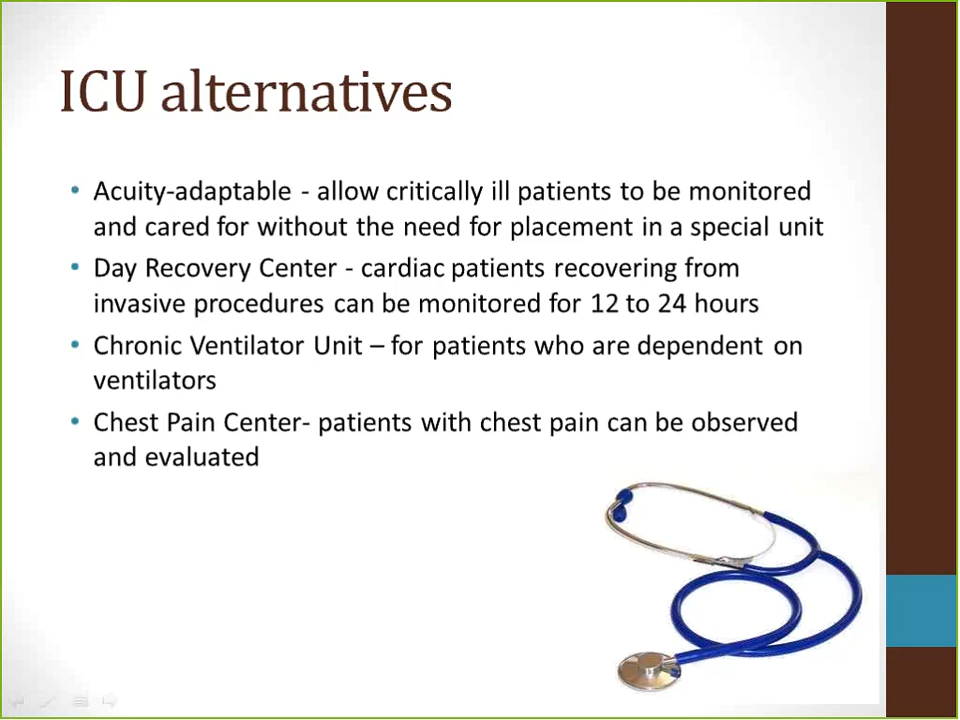 ICU alternatives
• Acuity-adaptable - allow critically ill patients to be monitored
and cared for without the need for placement in a special unit
• Day Recovery Center - cardiac patients recovering from
invasive procedures can be monitored for 12 to 24 hours
• Chronic Ventilator Unit – for patients who are dependent on
ventilators
• Chest Pain Center- patients with chest pain can be observed
and evaluated